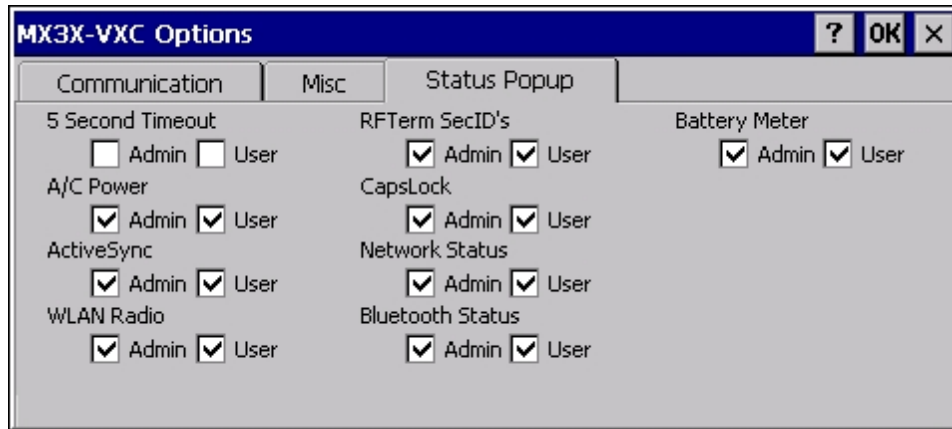 MX3X-VXC Options ? OK ×
Communication Misc Status Popup
5 Second Timeout RFTerm SecID's Battery Meter
Admin User Admin User Admin User
A/C Power CapsLock
Admin User Admin User
ActiveSync Network Status
Admin User Admin User
WLAN Radio Bluetooth Status
Admin User Admin User